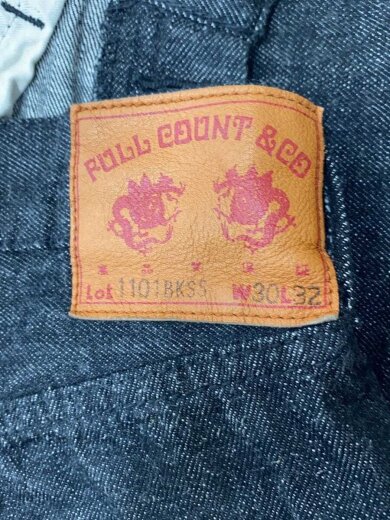 FULL COUNT & CO
Lot 1101BKSS W30L32